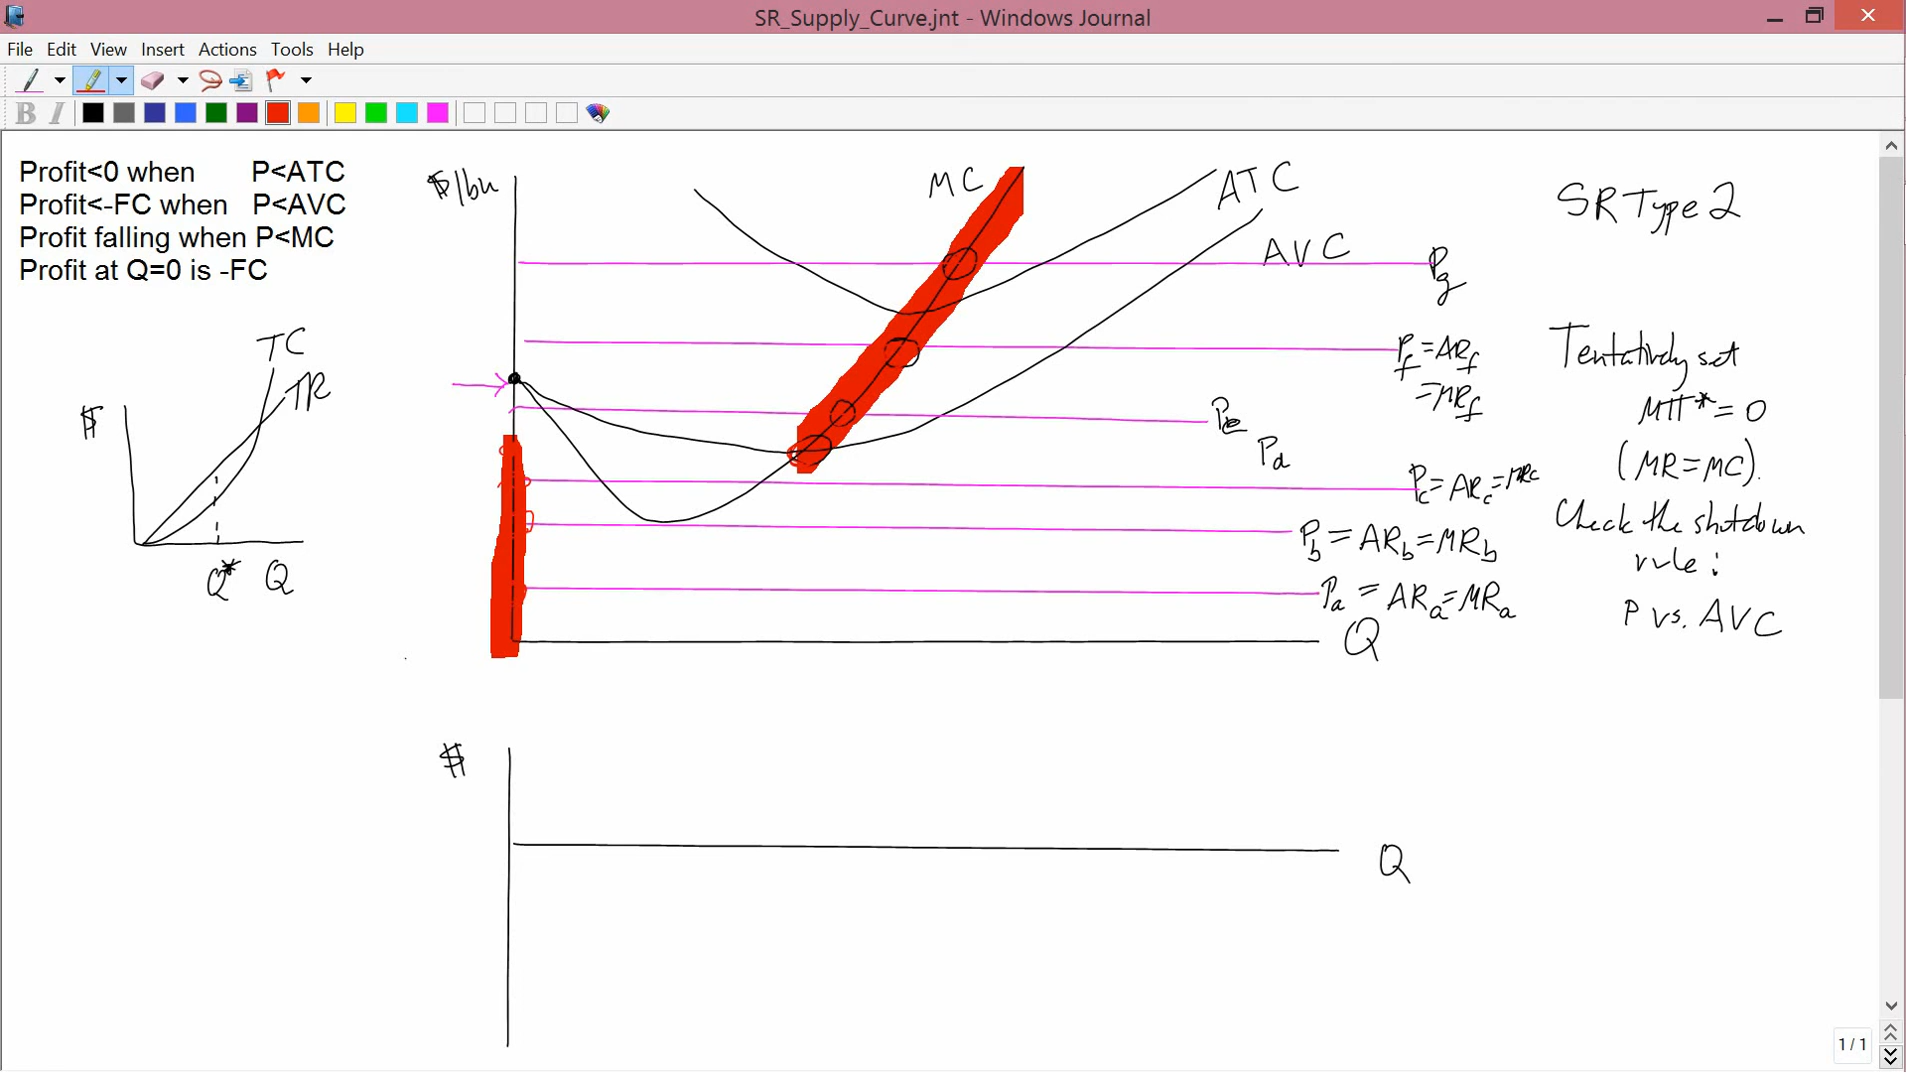 SR_Supply_Curve.jnt - Windows Journal
File Edit View Insert Actions Tools Help
B I
Profit<0 when P<ATC
Profit<-FC when P<AVC
Profit falling when P<MC
Profit at Q=0 is -FC
$/bu
MC
ATC
AVC
Pg
Pf = ARf
= MRf
Pe
Pd
Pc = ARc = MRc
Pb = ARb = MRb
Pa = ARa = MRa
Q
TC
TR
$
Q* Q
SR Type 2
Tentatively set
MΠ* = 0
(MR = MC).
Check the shutdown
rule:
P vs. AVC
$
Q
1 / 1